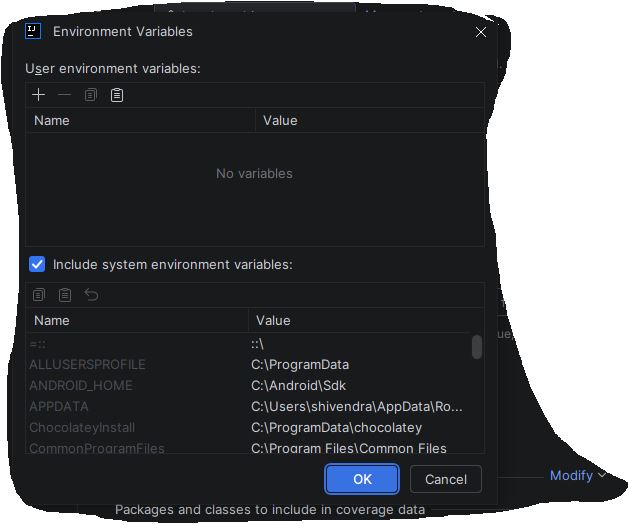 Environment Variables
User environment variables:
Name Value
No variables
Include system environment variables:
Name Value
=:: ::\
ALLUSERSPROFILE C:\ProgramData
ANDROID_HOME C:\Android\Sdk
APPDATA C:\Users\shivendra\AppData\Ro...
ChocolateyInstall C:\ProgramData\chocolatey
CommonProgramFiles C:\Program Files\Common Files
OK Cancel
Modify
Packages and classes to include in coverage data